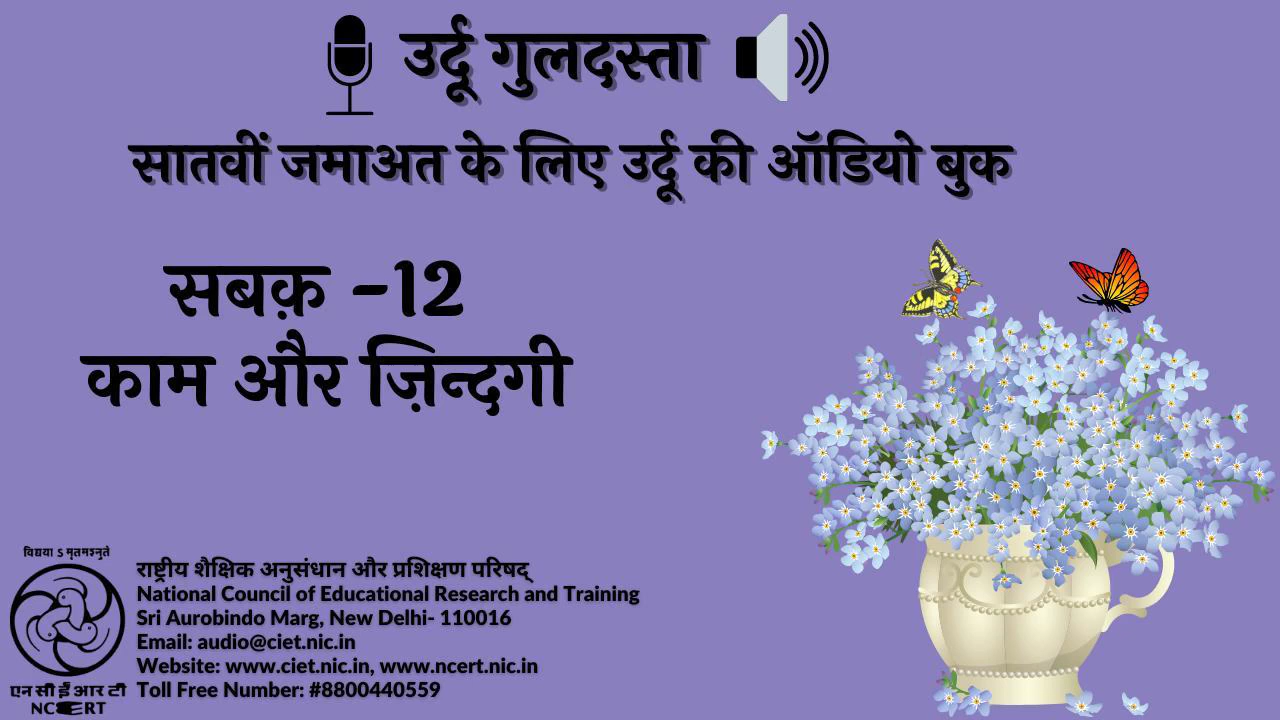 उर्दू गुलदस्ता
सातवीं जमाअत के लिए उर्दू की ऑडियो बुक
सबक़ -12
काम और ज़िन्दगी
विद्यया ऽ मृतमश्नुते
एन सी ई आर टी
NCERT
राष्ट्रीय शैक्षिक अनुसंधान और प्रशिक्षण परिषद्
National Council of Educational Research and Training
Sri Aurobindo Marg, New Delhi- 110016
Email: audio@ciet.nic.in
Website: www.ciet.nic.in, www.ncert.nic.in
Toll Free Number: #8800440559